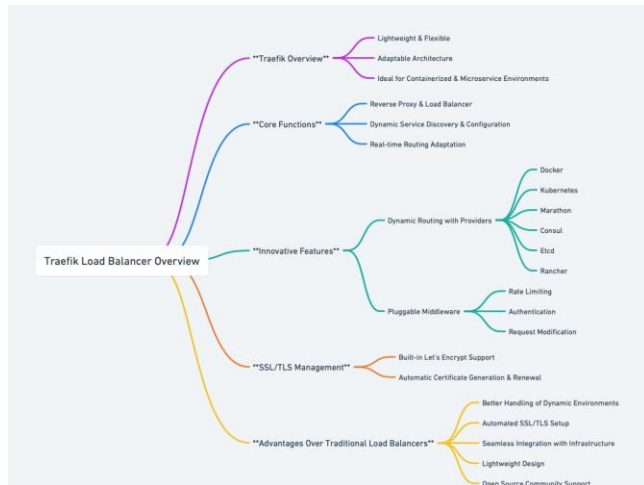 Traefik Load Balancer Overview
**Traefik Overview**
Lightweight & Flexible
Adaptable Architecture
Ideal for Containerized & Microservice Environments
**Core Functions**
Reverse Proxy & Load Balancer
Dynamic Service Discovery & Configuration
Real-time Routing Adaptation
**Innovative Features**
Dynamic Routing with Providers
Docker
Kubernetes
Marathon
Consul
Etcd
Rancher
Pluggable Middleware
Rate Limiting
Authentication
Request Modification
**SSL/TLS Management**
Built-in Let's Encrypt Support
Automatic Certificate Generation & Renewal
**Advantages Over Traditional Load Balancers**
Better Handling of Dynamic Environments
Automated SSL/TLS Setup
Seamless Integration with Infrastructure
Lightweight Design
Open Source Community Support